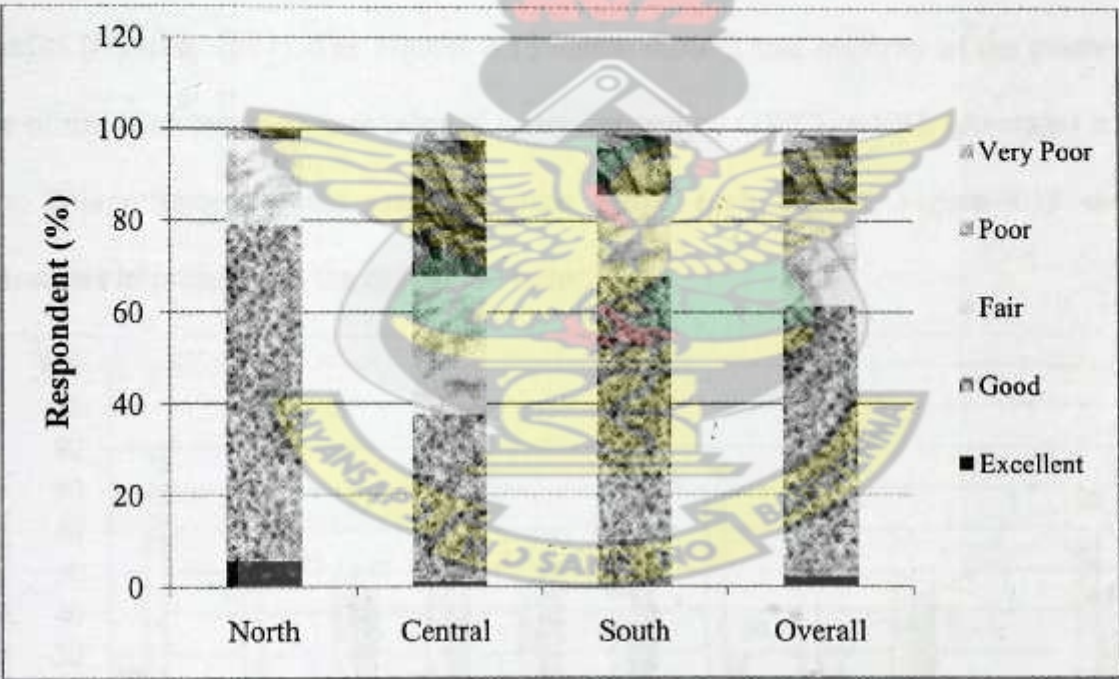 120
100
80
60
40
20
0
Respondent (%)
North
Central
South
Overall
Very Poor
Poor
Fair
Good
Excellent